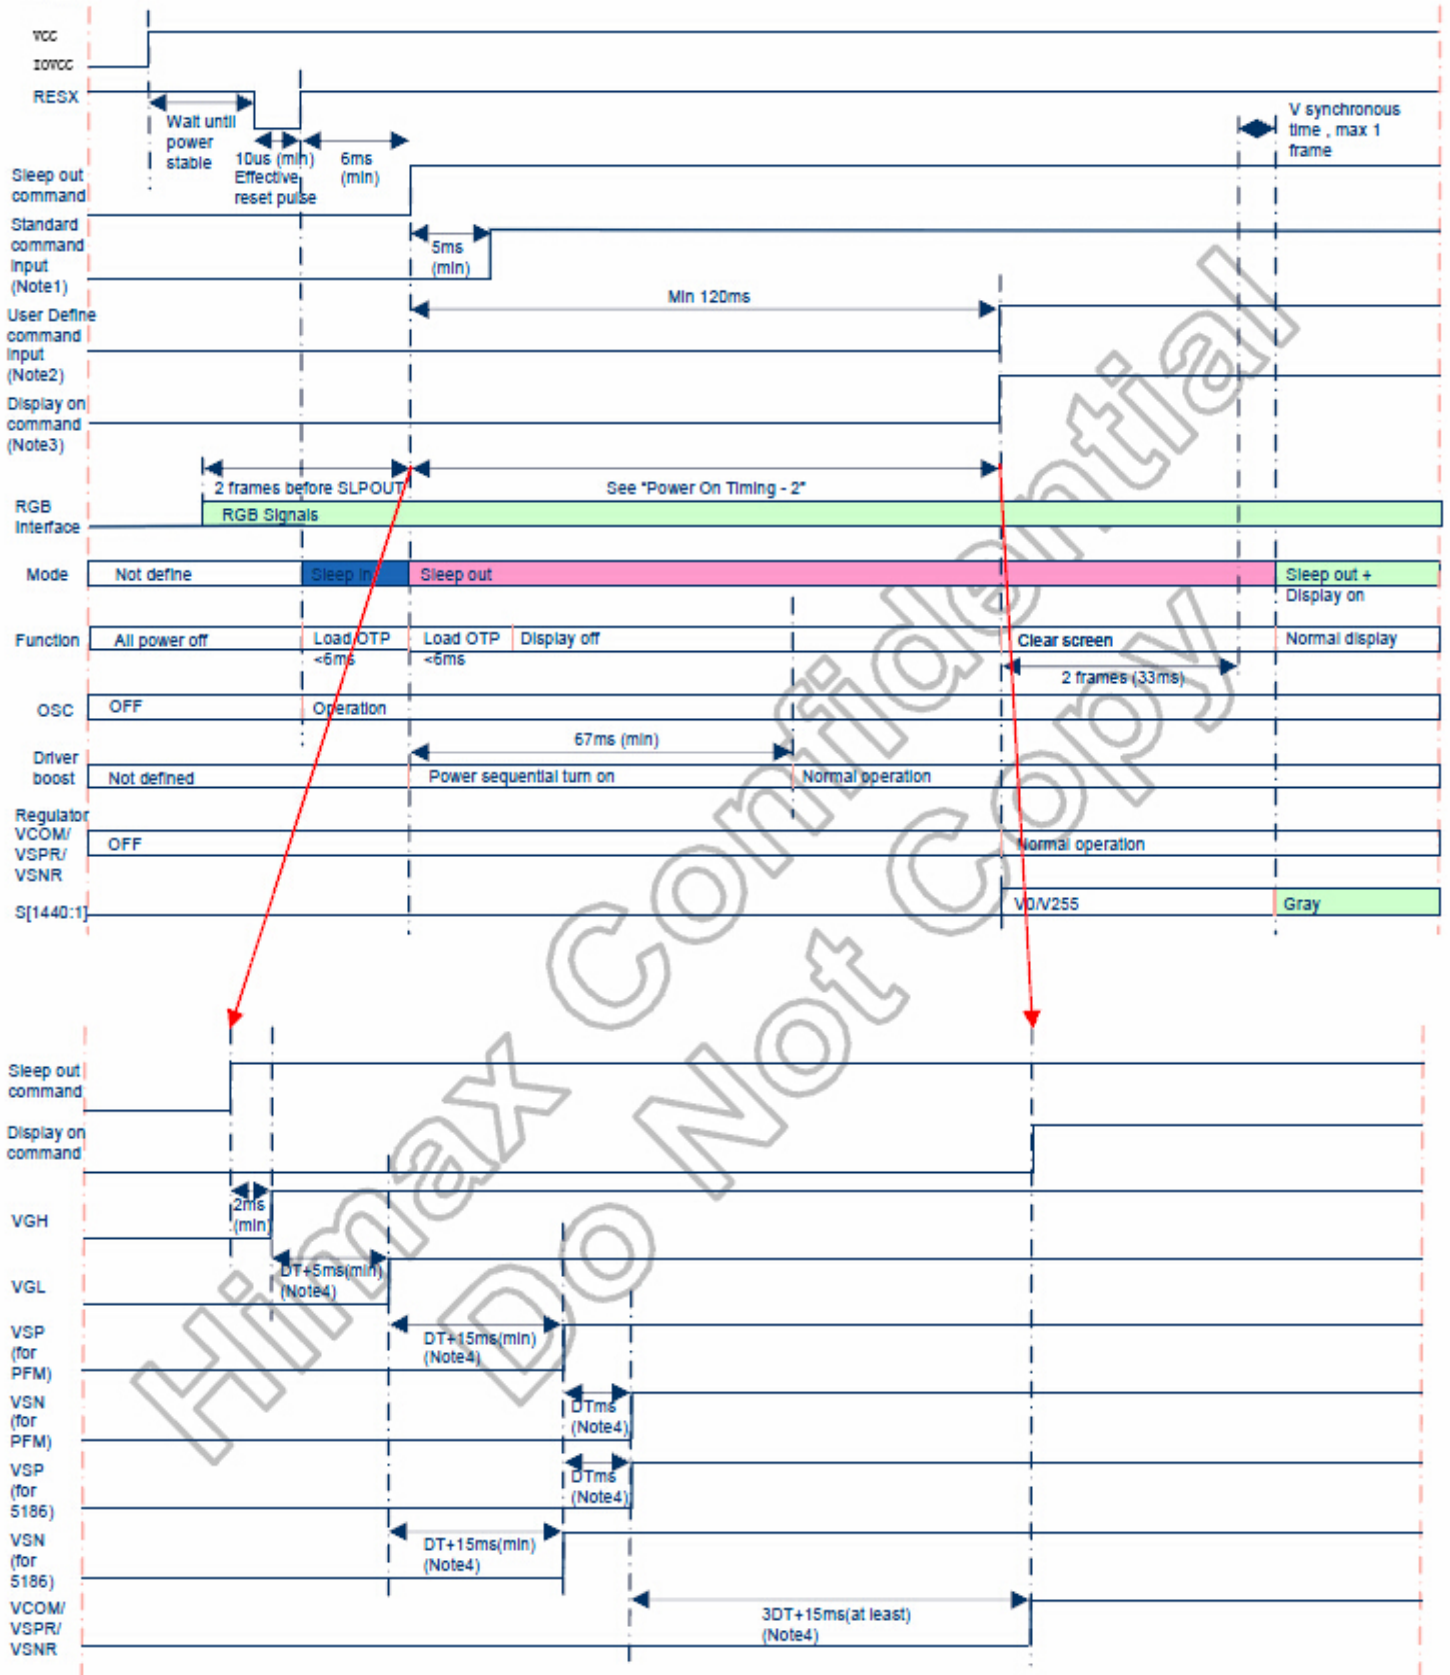 VCC
IOVCC
RESX
Wait until
power
stable
10us (min)
Effective
reset pulse
6ms
(min)
V synchronous
time , max 1
frame
Sleep out
command
Standard
command
Input
(Note1)
5ms
(min)
Min 120ms
User Define
command
Input
(Note2)
Display on
command
(Note3)
2 frames before SLPOUT
See "Power On Timing - 2"
RGB
Interface
RGB Signals
Mode
Not define
Sleep In
Sleep out
Sleep out +
Display on
Function
All power off
Load OTP
<6ms
Load OTP
<6ms
Display off
Clear screen
Normal display
2 frames (33ms)
OSC
OFF
Operation
67ms (min)
Driver
boost
Not defined
Power sequential turn on
Normal operation
Regulator
VCOM/
VSPR/
VSNR
OFF
Normal operation
S[1440:1]
V0/V255
Gray
Sleep out
command
Display on
command
VGH
2ms
(min)
VGL
DT+5ms(min)
(Note4)
VSP
(for
PFM)
DT+15ms(min)
(Note4)
VSN
(for
PFM)
DTms
(Note4)
VSP
(for
5186)
DTms
(Note4)
VSN
(for
5186)
DT+15ms(min)
(Note4)
VCOM/
VSPR/
VSNR
3DT+15ms(at least)
(Note4)
Himax Confidential
Do Not Copy